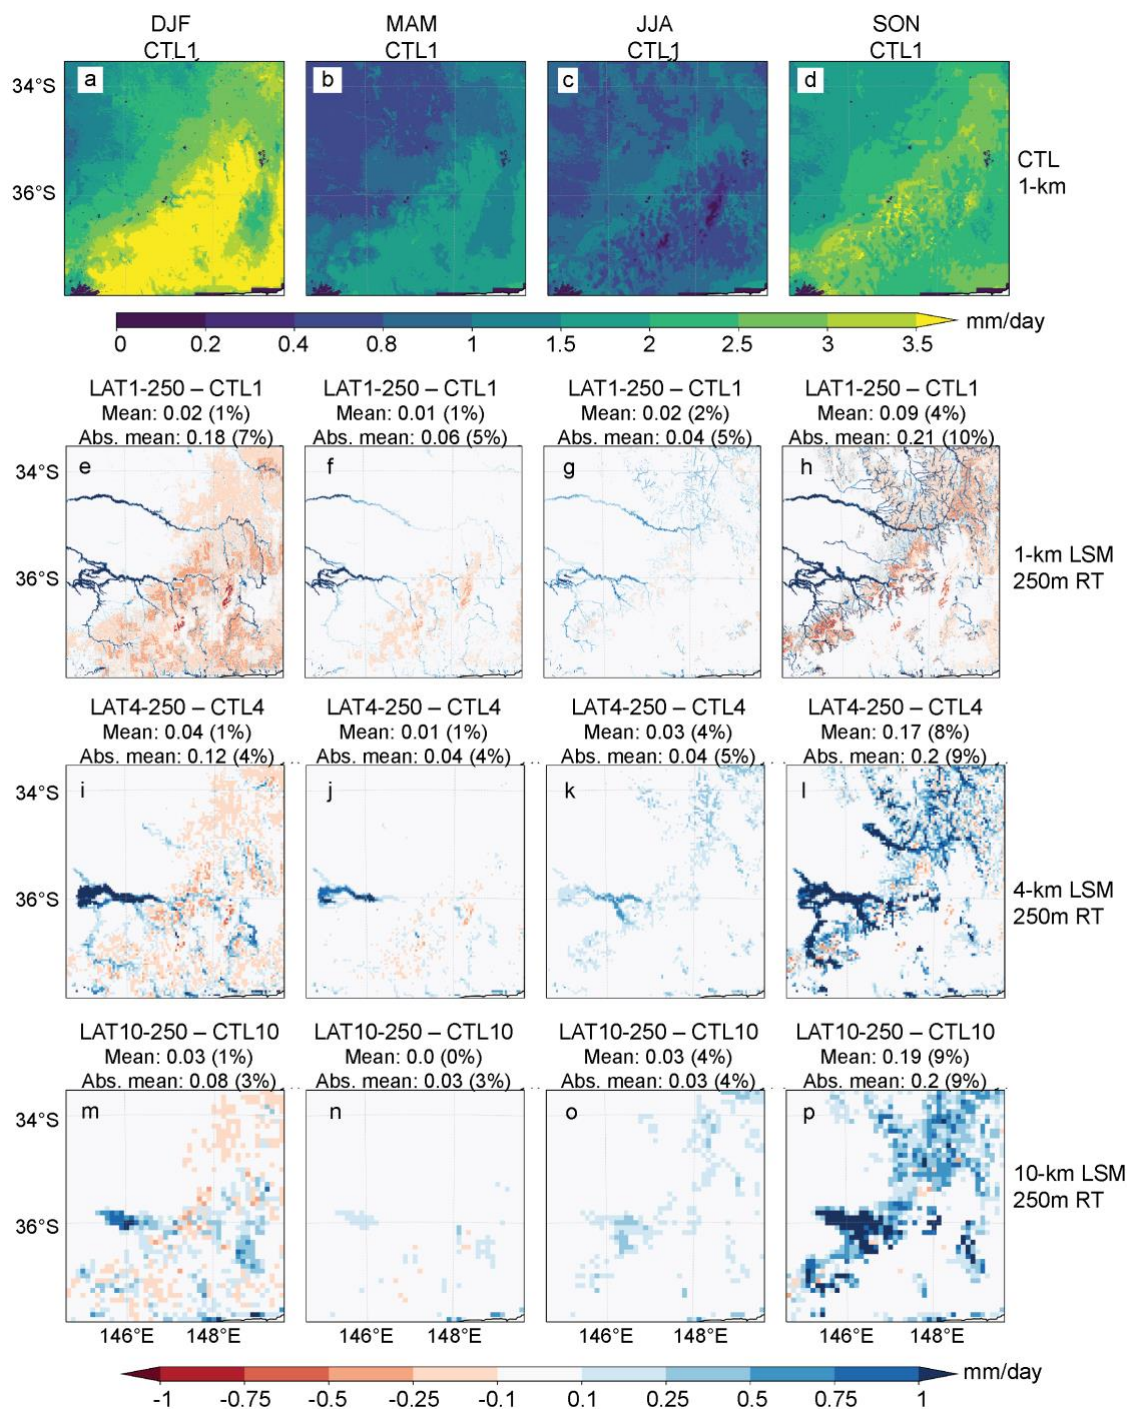 DJF MAM JJA SON
CTL1 CTL1 CTL1 CTL1
a b c d
34°S
36°S
CTL
1-km
0 0.2 0.4 0.8 1 1.5 2 2.5 3 3.5 mm/day
LAT1-250 – CTL1 LAT1-250 – CTL1 LAT1-250 – CTL1 LAT1-250 – CTL1
Mean: 0.02 (1%) Mean: 0.01 (1%) Mean: 0.02 (2%) Mean: 0.09 (4%)
Abs. mean: 0.18 (7%) Abs. mean: 0.06 (5%) Abs. mean: 0.04 (5%) Abs. mean: 0.21 (10%)
e f g h
34°S
36°S
1-km LSM
250m RT
LAT4-250 – CTL4 LAT4-250 – CTL4 LAT4-250 – CTL4 LAT4-250 – CTL4
Mean: 0.04 (1%) Mean: 0.01 (1%) Mean: 0.03 (4%) Mean: 0.17 (8%)
Abs. mean: 0.12 (4%) Abs. mean: 0.04 (4%) Abs. mean: 0.04 (5%) Abs. mean: 0.2 (9%)
i j k l
34°S
36°S
4-km LSM
250m RT
LAT10-250 – CTL10 LAT10-250 – CTL10 LAT10-250 – CTL10 LAT10-250 – CTL10
Mean: 0.03 (1%) Mean: 0.0 (0%) Mean: 0.03 (4%) Mean: 0.19 (9%)
Abs. mean: 0.08 (3%) Abs. mean: 0.03 (3%) Abs. mean: 0.03 (4%) Abs. mean: 0.2 (9%)
m n o p
34°S
36°S
10-km LSM
250m RT
146°E 148°E 146°E 148°E 146°E 148°E 146°E 148°E
-1 -0.75 -0.5 -0.25 -0.1 0.1 0.25 0.5 0.75 1 mm/day